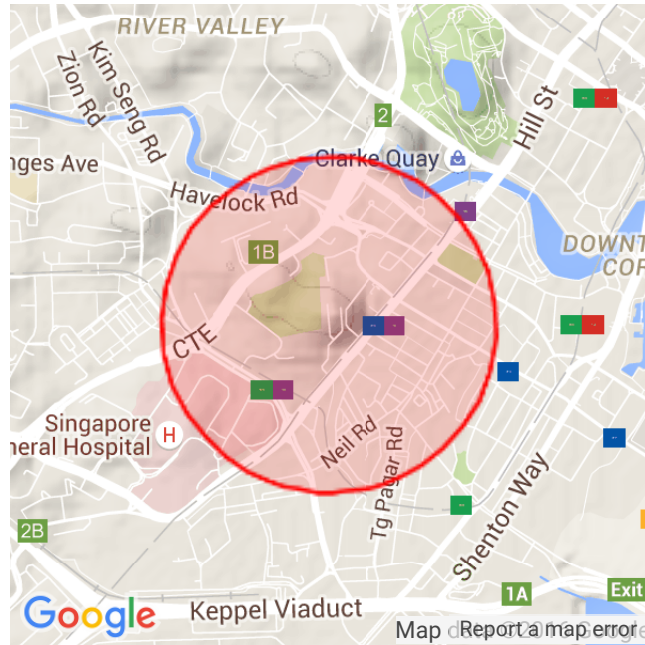 RIVER VALLEY
Kim Seng Rd
Zion Rd
nges Ave
2
Hill St
Clarke Quay
Havelock Rd
1B
DOWNT
COR
CTE
Singapore
neral Hospital
H
Neil Rd
Tg Pagar Rd
Shenton Way
2B
1A
Exit
Google
Keppel Viaduct
Map
Report a map error